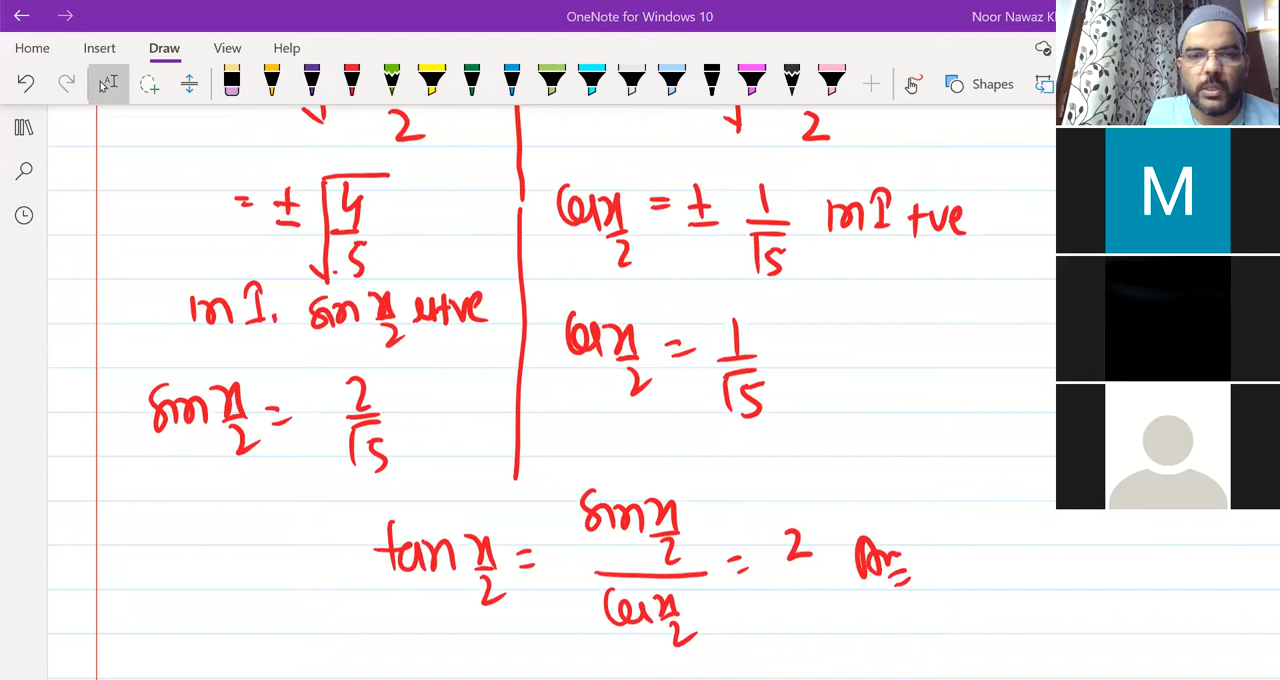 OneNote for Windows 10
Noor Nawaz Kh
Home Insert Draw View Help
Shapes
2
2
= ± √4/5
in I. sin x/2 +ve
sin x/2 = 2/√5
cos x/2 = ± 1/√5 in I +ve
cos x/2 = 1/√5
tan x/2 = sin x/2 / cos x/2 = 2 Ans
M